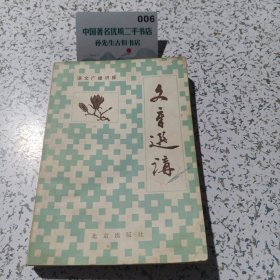 006
中国著名优质二手书店
孙先生古旧书店
语文广播讲座
文章选讲
北京出版社